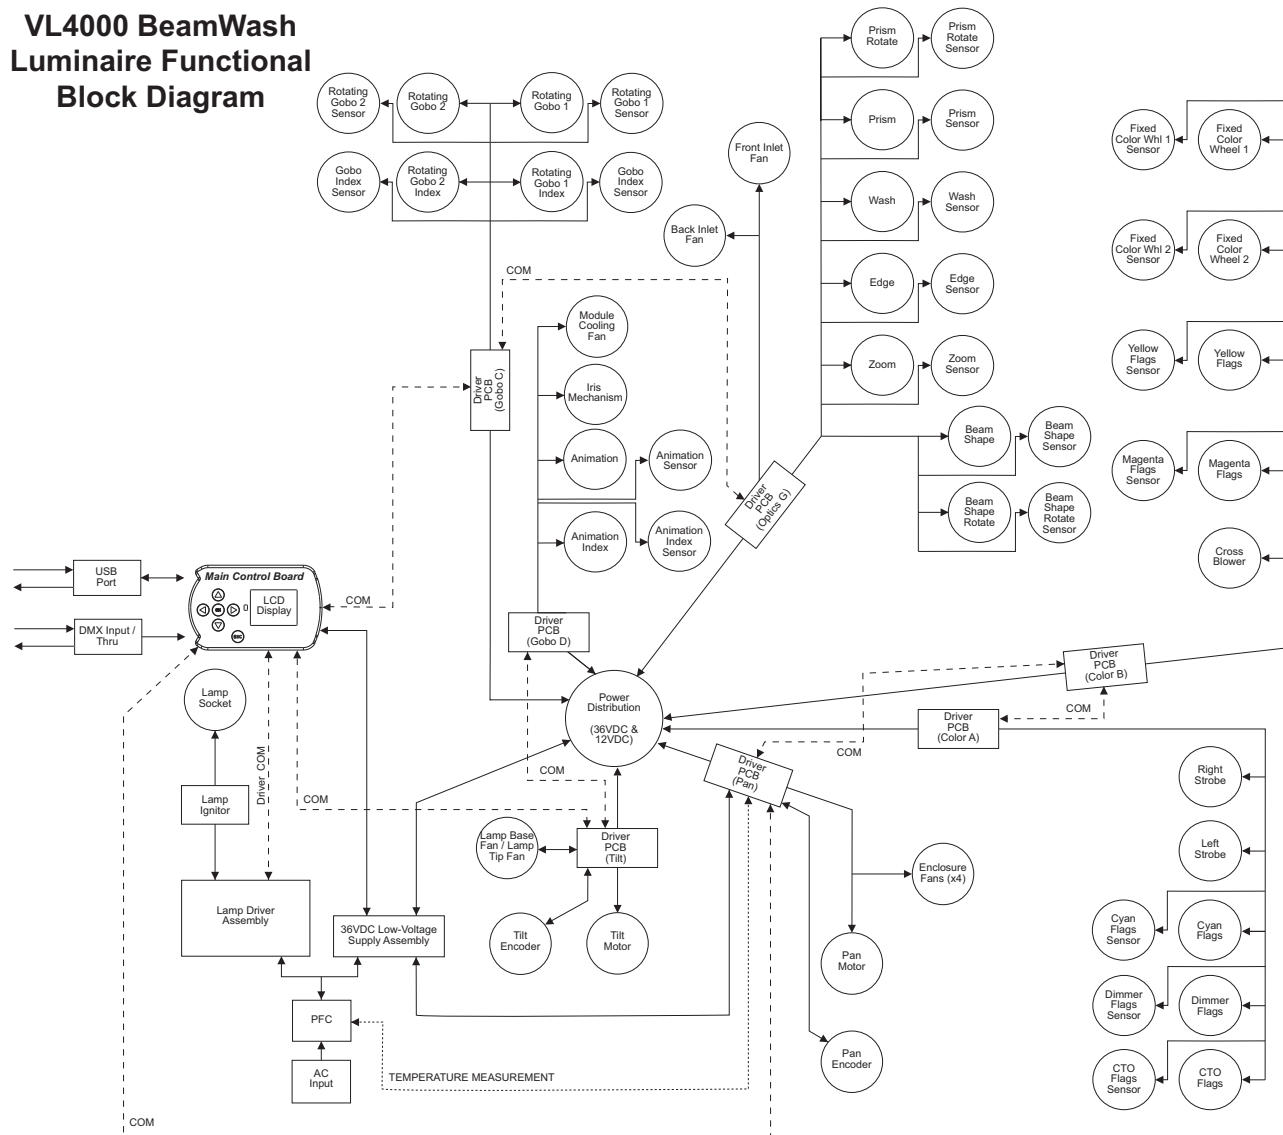 VL4000 BeamWash
Luminaire Functional
Block Diagram
Rotating
Gobo 2
Sensor
Rotating
Gobo 2
Rotating
Gobo 1
Rotating
Gobo 1
Sensor
Gobo
Index
Sensor
Rotating
Gobo 2
Index
Rotating
Gobo 1
Index
Gobo
Index
Sensor
Front Inlet
Fan
Back Inlet
Fan
Prism
Rotate
Prism
Rotate
Sensor
Prism
Prism
Sensor
Wash
Wash
Sensor
Edge
Edge
Sensor
Zoom
Zoom
Sensor
Beam
Shape
Beam
Shape
Sensor
Beam
Shape
Rotate
Beam
Shape
Rotate
Sensor
Fixed
Color Whl 1
Sensor
Fixed
Color
Wheel 1
Fixed
Color Whl 2
Sensor
Fixed
Color
Wheel 2
Yellow
Flags
Sensor
Yellow
Flags
Magenta
Flags
Sensor
Magenta
Flags
Cross
Blower
COM
Driver
PCB
(Gobo C)
Module
Cooling
Fan
Iris
Mechanism
Animation
Animation
Sensor
Animation
Index
Animation
Index
Sensor
Driver
PCB
(Optics G)
USB
Port
DMX Input /
Thru
Main Control Board
LCD
Display
OK
ESC
COM
Driver
PCB
(Gobo D)
Lamp
Socket
Power
Distribution
(36VDC &
12VDC)
Driver
PCB
(Color B)
COM
Driver
PCB
(Color A)
COM
Driver
PCB
(Pan)
Driver COM
COM
COM
Lamp
Ignitor
Lamp Base
Fan / Lamp
Tip Fan
Driver
PCB
(Tilt)
Right
Strobe
Left
Strobe
Enclosure
Fans (x4)
Lamp Driver
Assembly
36VDC Low-Voltage
Supply Assembly
Tilt
Encoder
Tilt
Motor
Pan
Motor
Cyan
Flags
Sensor
Cyan
Flags
Dimmer
Flags
Sensor
Dimmer
Flags
PFC
Pan
Encoder
AC
Input
TEMPERATURE MEASUREMENT
CTO
Flags
Sensor
CTO
Flags
COM